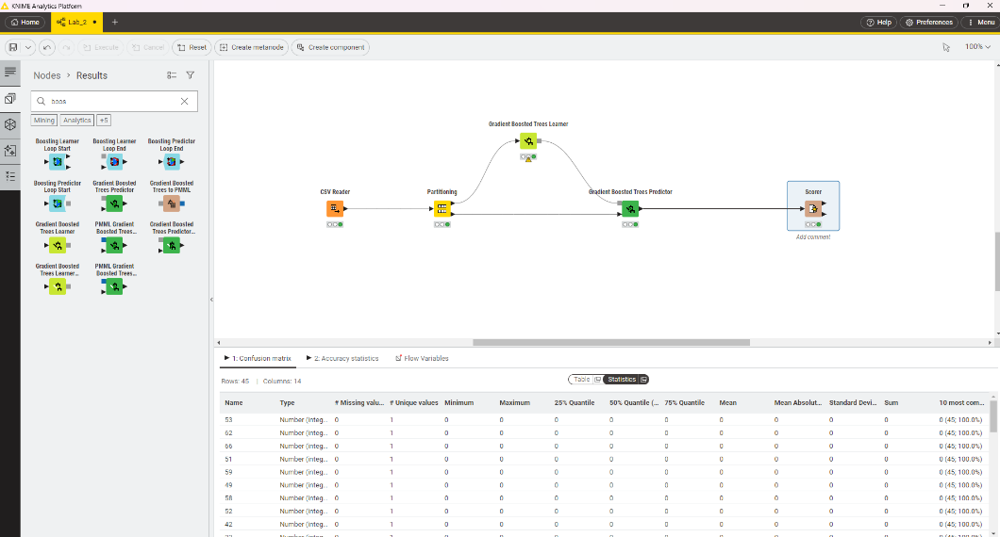 KNIME Analytics Platform
Home
Lab_2
Help
Preferences
Menu
Execute
Cancel
Reset
Create metanode
Create component
100%
Nodes > Results
boos
Mining
Analytics
+5
Boosting Learner Loop Start
Boosting Learner Loop End
Boosting Predictor Loop End
Boosting Predictor Loop Start
Gradient Boosted Trees Predictor
Gradient Boosted Trees to PMML
Gradient Boosted Trees Learner
PMML Gradient Boosted Trees...
Gradient Boosted Trees Predictor...
Gradient Boosted Trees Learner...
PMML Gradient Boosted Trees...
Gradient Boosted Trees Learner
CSV Reader
Partitioning
Gradient Boosted Trees Predictor
Scorer
Add comment
1: Confusion matrix
2: Accuracy statistics
Flow Variables
Rows: 45 | Columns: 14
Table
Statistics
Name Type # Missing valu... # Unique values Minimum Maximum 25% Quantile 50% Quantile (... 75% Quantile Mean Mean Absolut... Standard Devi... Sum 10 most com...
53 Number (integ... 0 1 0 0 0 0 0 0 0 0 0 0 (45; 100.0%)
62 Number (integ... 0 1 0 0 0 0 0 0 0 0 0 0 (45; 100.0%)
66 Number (integ... 0 1 0 0 0 0 0 0 0 0 0 0 (45; 100.0%)
51 Number (integ... 0 1 0 0 0 0 0 0 0 0 0 0 (45; 100.0%)
59 Number (integ... 0 1 0 0 0 0 0 0 0 0 0 0 (45; 100.0%)
49 Number (integ... 0 1 0 0 0 0 0 0 0 0 0 0 (45; 100.0%)
58 Number (integ... 0 1 0 0 0 0 0 0 0 0 0 0 (45; 100.0%)
52 Number (integ... 0 1 0 0 0 0 0 0 0 0 0 0 (45; 100.0%)
42 Number (integ... 0 1 0 0 0 0 0 0 0 0 0 0 (45; 100.0%)